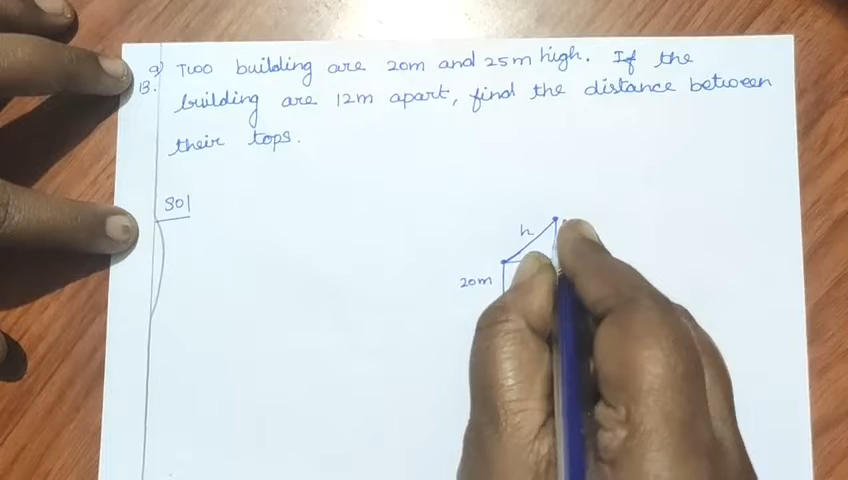 9) Two building are 20m and 25m high. If the
13. building are 12m apart, find the distance between
their tops.
Sol
h
20m